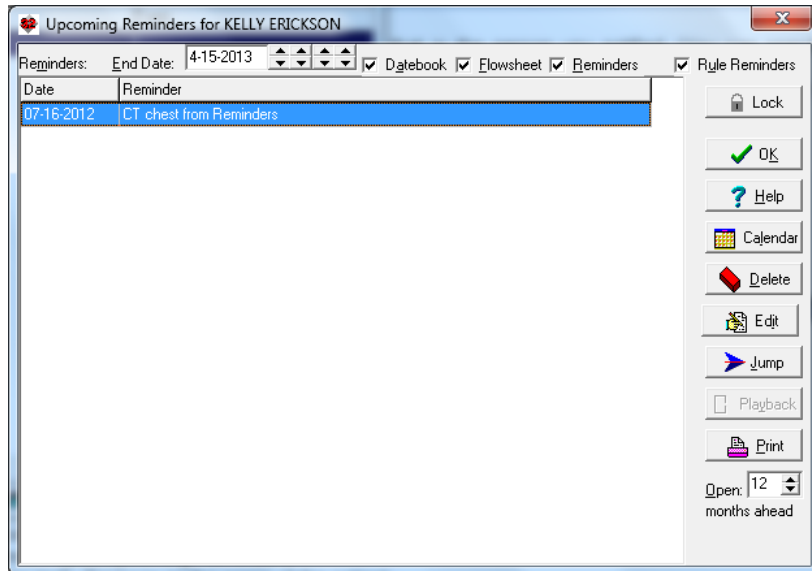 Upcoming Reminders for KELLY ERICKSON
Reminders: End Date: 4-15-2013 Datebook Flowsheet Reminders Rule Reminders
Date Reminder
07-16-2012 CT chest from Reminders
Lock
OK
Help
Calendar
Delete
Edit
Jump
Playback
Print
Open: 12
months ahead